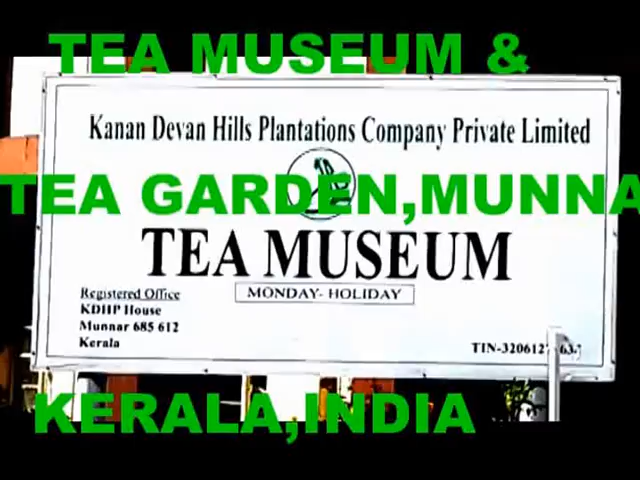 TEA MUSEUM &
Kanan Devan Hills Plantations Company Private Limited
TEA GARDEN,MUNNA
TEA MUSEUM
MONDAY- HOLIDAY
Registered Office
KDHP House
Munnar 685 612
Kerala
KERALA,INDIA